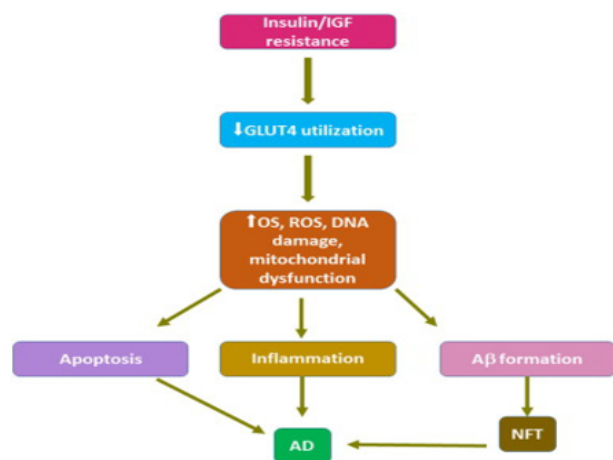 Insulin/IGF
resistance
⬇GLUT4 utilization
⬆OS, ROS, DNA
damage,
mitochondrial
dysfunction
Apoptosis
Inflammation
Aβ formation
AD
NFT